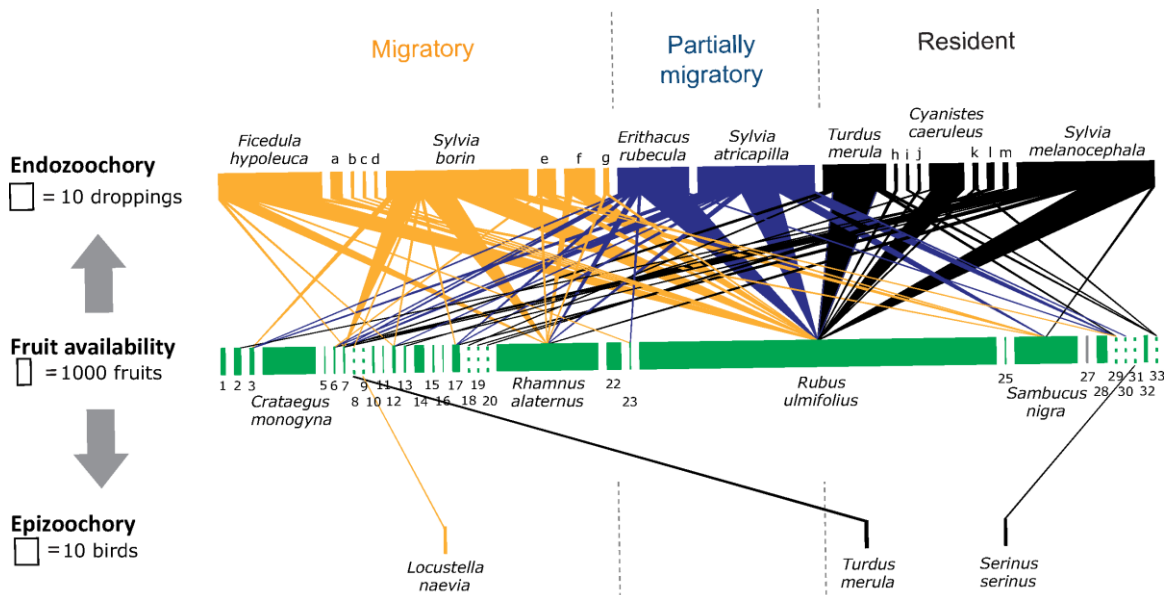 Migratory
Partially
migratory
Resident
Ficedula
hypoleuca
a
b
c
d
Sylvia
borin
e
f
g
Erithacus
rubecula
Sylvia
atricapilla
Turdus
merula
h
i
j
Cyanistes
caeruleus
k
l
m
Sylvia
melanocephala
Endozoochory
= 10 droppings
Fruit availability
=1000 fruits
1
2
3
Crataegus
monogyna
5
6
7
8
9
10
11
12
13
14
15
16
17
18
19
20
Rhamnus
alaternus
22
23
Rubus
ulmifolius
25
Sambucus
nigra
27
28
29
30
31
32
33
Epizoochory
=10 birds
Locustella
naevia
Turdus
merula
Serinus
serinus